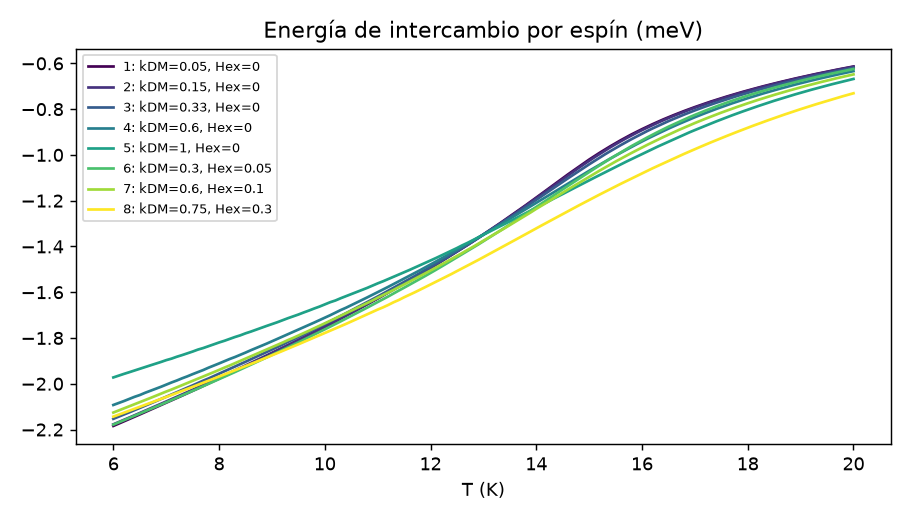 Energía de intercambio por espín (meV)
−0.6
−0.8
−1.0
−1.2
−1.4
−1.6
−1.8
−2.0
−2.2
1: kDM=0.05, Hex=0
2: kDM=0.15, Hex=0
3: kDM=0.33, Hex=0
4: kDM=0.6, Hex=0
5: kDM=1, Hex=0
6: kDM=0.3, Hex=0.05
7: kDM=0.6, Hex=0.1
8: kDM=0.75, Hex=0.3
6 8 10 12 14 16 18 20
T (K)